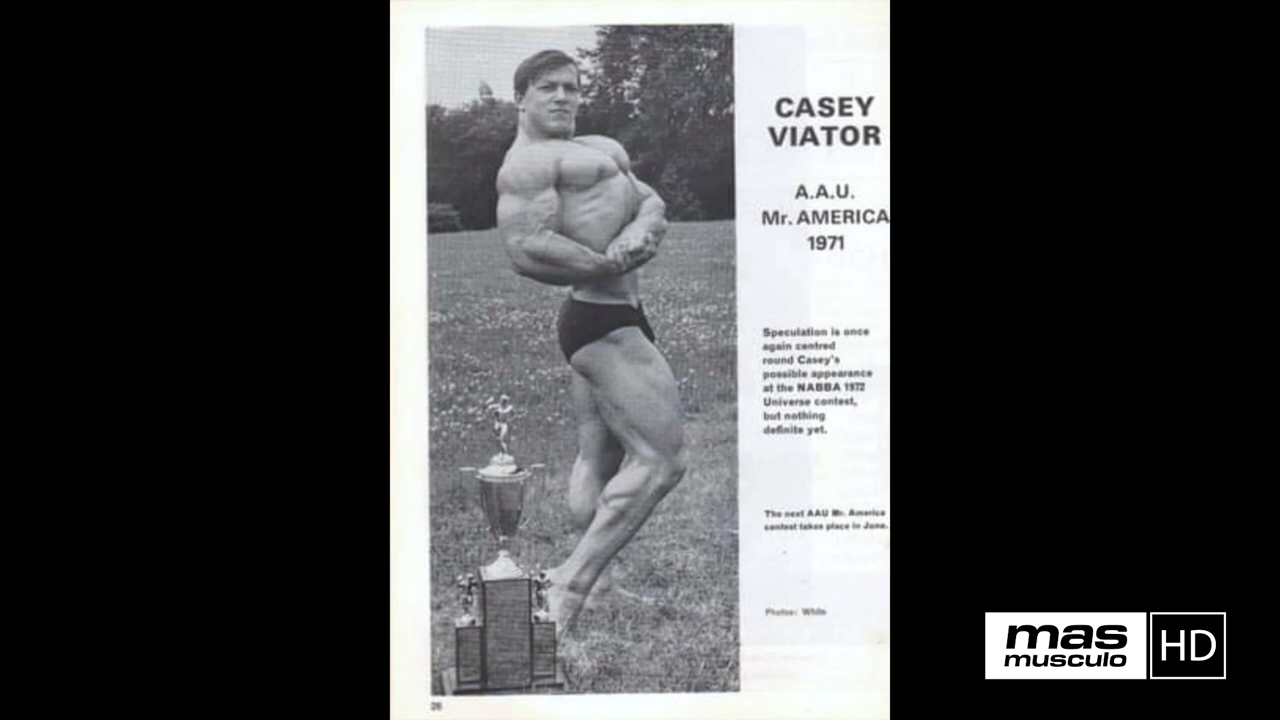 CASEY
VIATOR
A.A.U.
Mr. AMERICA
1971
Speculation is once
again centred
round Casey's
possible appearance
at the NABBA 1972
Universe contest,
but nothing
definite yet.
The next AAU Mr. America
contest takes place in June.
Photos: White
26
mas
musculo
HD